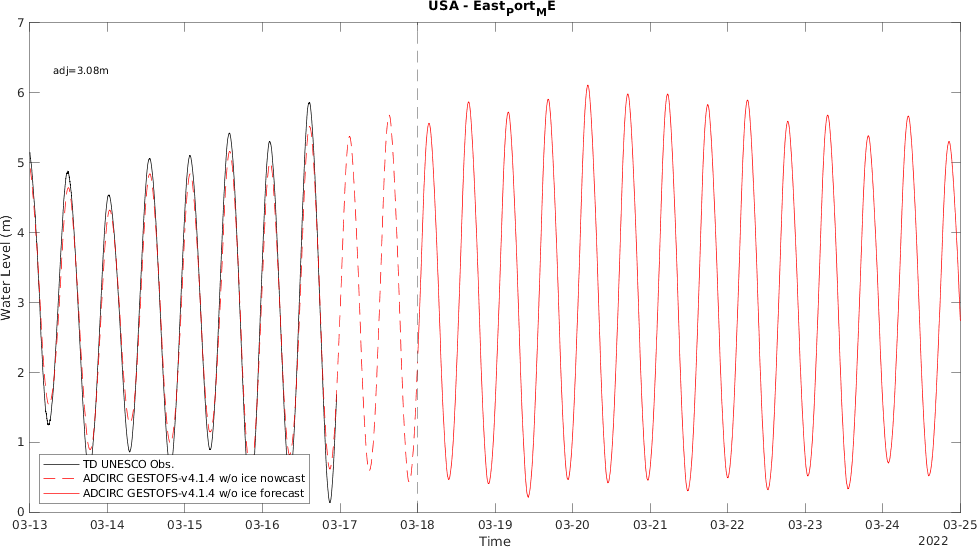 USA - EastPortME
7
adj=3.08m
6
5
4
3
2
1
0
Water Level (m)
TD UNESCO Obs.
ADCIRC GESTOFS-v4.1.4 w/o ice nowcast
ADCIRC GESTOFS-v4.1.4 w/o ice forecast
03-13 03-14 03-15 03-16 03-17 03-18 03-19 03-20 03-21 03-22 03-23 03-24 03-25
Time
2022